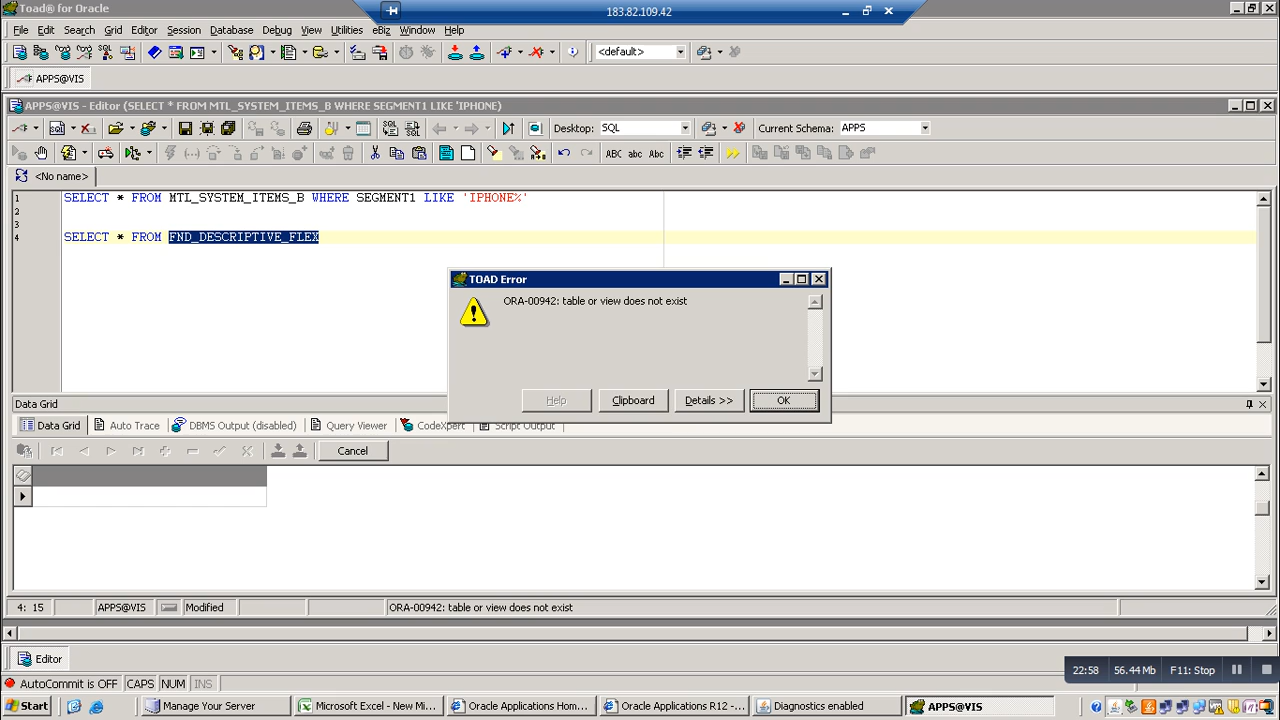 Toad® for Oracle
183.82.109.42
File Edit Search Grid Editor Session Database Debug View Utilities eBiz Window Help
<default>
APPS@VIS
APPS@VIS - Editor (SELECT * FROM MTL_SYSTEM_ITEMS_B WHERE SEGMENT1 LIKE 'IPHONE)
SQL
Desktop: SQL
Current Schema: APPS
ABC abc Abc
<No name>
1 SELECT * FROM MTL_SYSTEM_ITEMS_B WHERE SEGMENT1 LIKE 'IPHONE%'
2
3
4 SELECT * FROM FND_DESCRIPTIVE_FLEX
TOAD Error
ORA-00942: table or view does not exist
Help Clipboard Details >> OK
Data Grid
Data Grid Auto Trace DBMS Output (disabled) Query Viewer CodeXpert Script Output
Cancel
4: 15 APPS@VIS Modified ORA-00942: table or view does not exist
Editor
22:58 56.44 Mb F11: Stop
AutoCommit is OFF CAPS NUM INS
Start Manage Your Server Microsoft Excel - New Mi... Oracle Applications Hom... Oracle Applications R12 -... Diagnostics enabled APPS@VIS